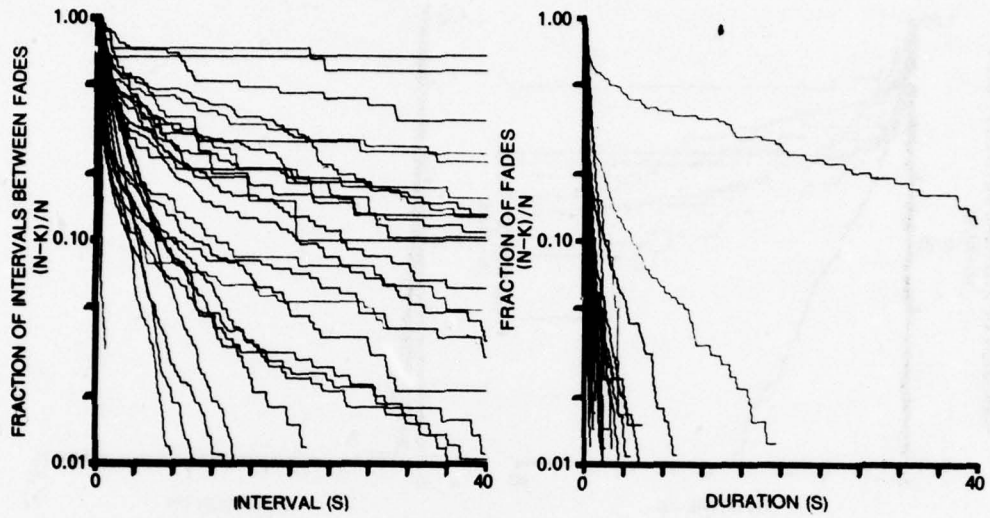 FRACTION OF INTERVALS BETWEEN FADES
(N-K)/N
1.00
0.10
0.01
0
40
INTERVAL (S)
FRACTION OF FADES
(N-K)/N
1.00
0.10
0.01
0
40
DURATION (S)